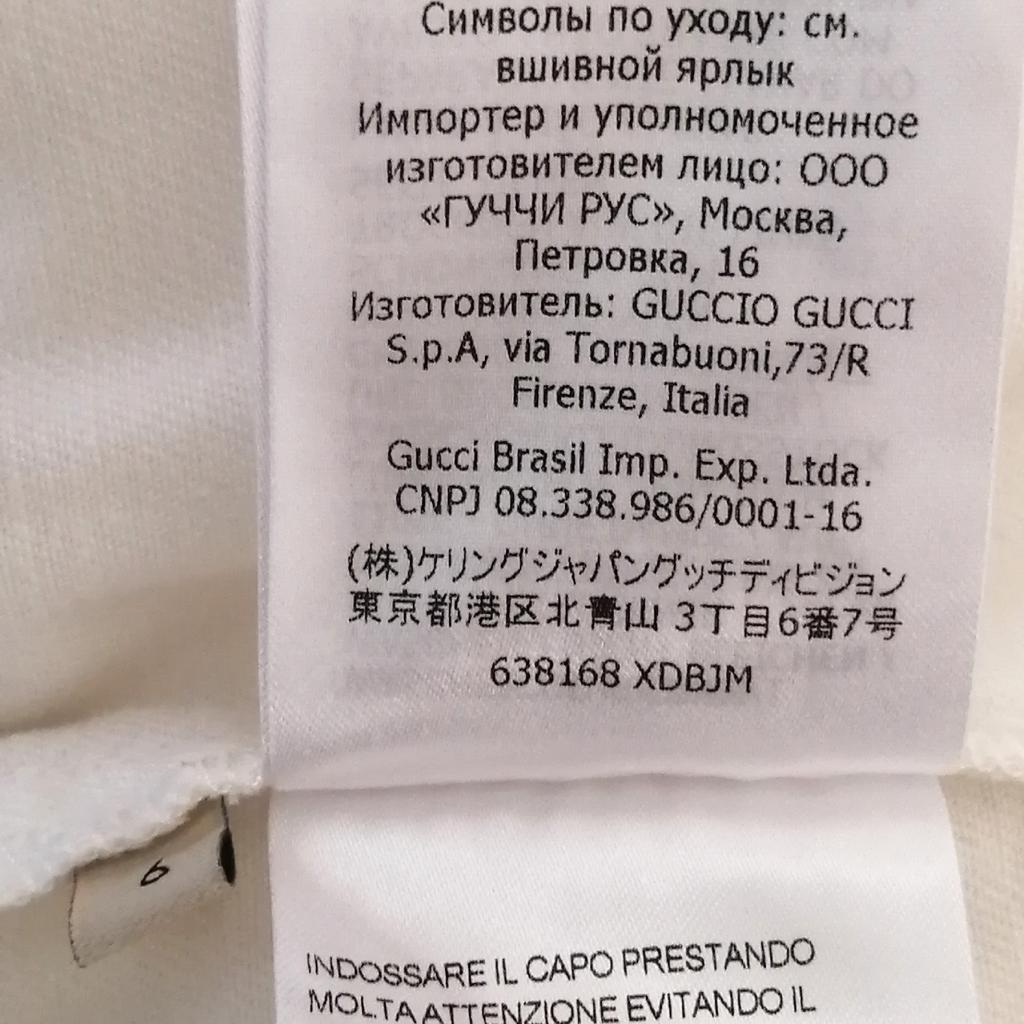 Символы по уходу: см.
вшивной ярлык
Импортер и уполномоченное
изготовителем лицо: ООО
«ГУЧЧИ РУС», Москва,
Петровка, 16
Изготовитель: GUCCIO GUCCI
S.p.A, via Tornabuoni,73/R
Firenze, Italia
Gucci Brasil Imp. Exp. Ltda.
CNPJ 08.338.986/0001-16
(株)ケリングジャパングッチディビジョン
東京都港区北青山 3丁目6番7号
638168 XDBJM
6
INDOSSARE IL CAPO PRESTANDO
MOLTA ATTENZIONE EVITANDO IL